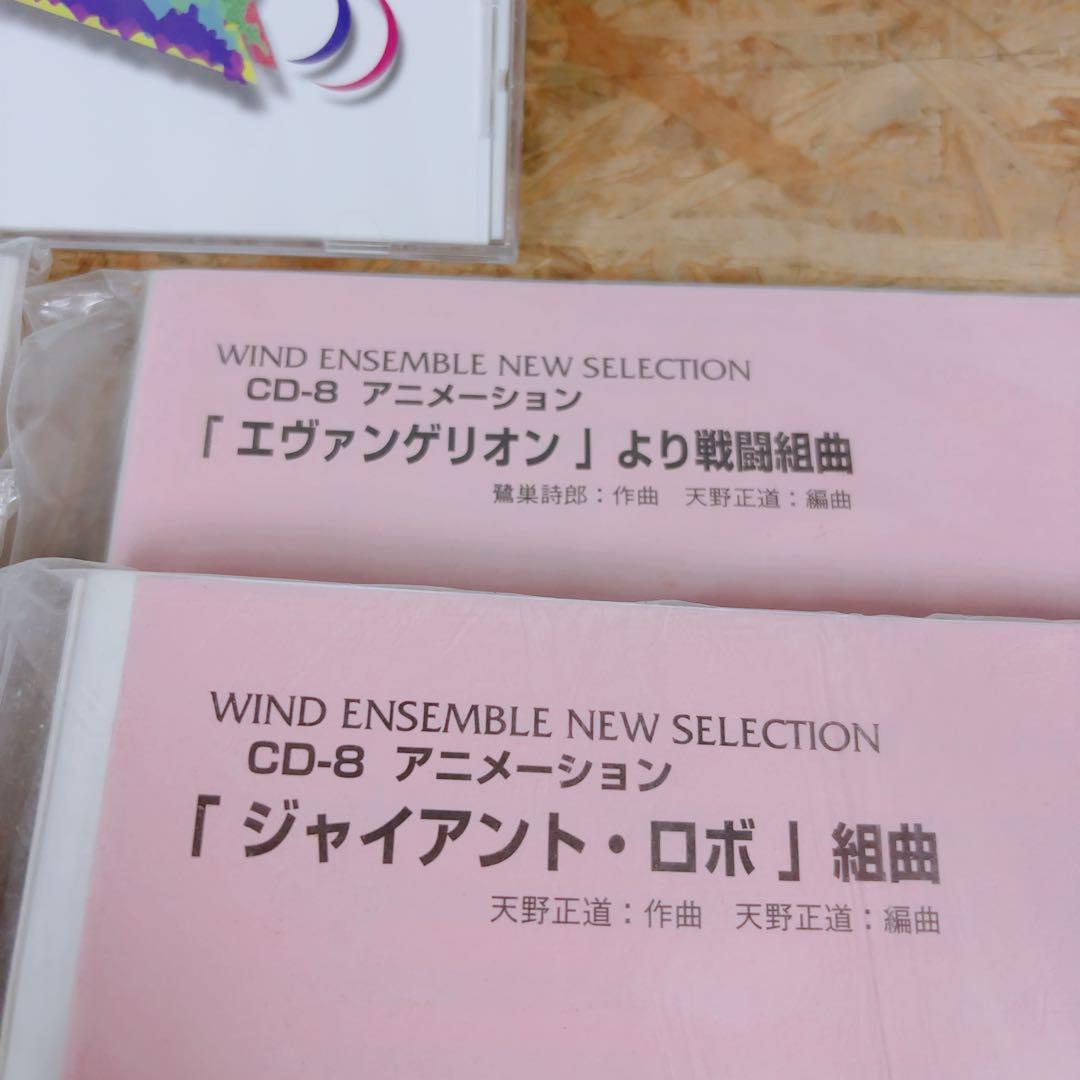 WIND ENSEMBLE NEW SELECTION
CD-8 アニメーション
「エヴァンゲリオン」より戦闘組曲
鷺巣詩郎：作曲　天野正道：編曲
WIND ENSEMBLE NEW SELECTION
CD-8 アニメーション
「ジャイアント・ロボ」組曲
天野正道：作曲　天野正道：編曲